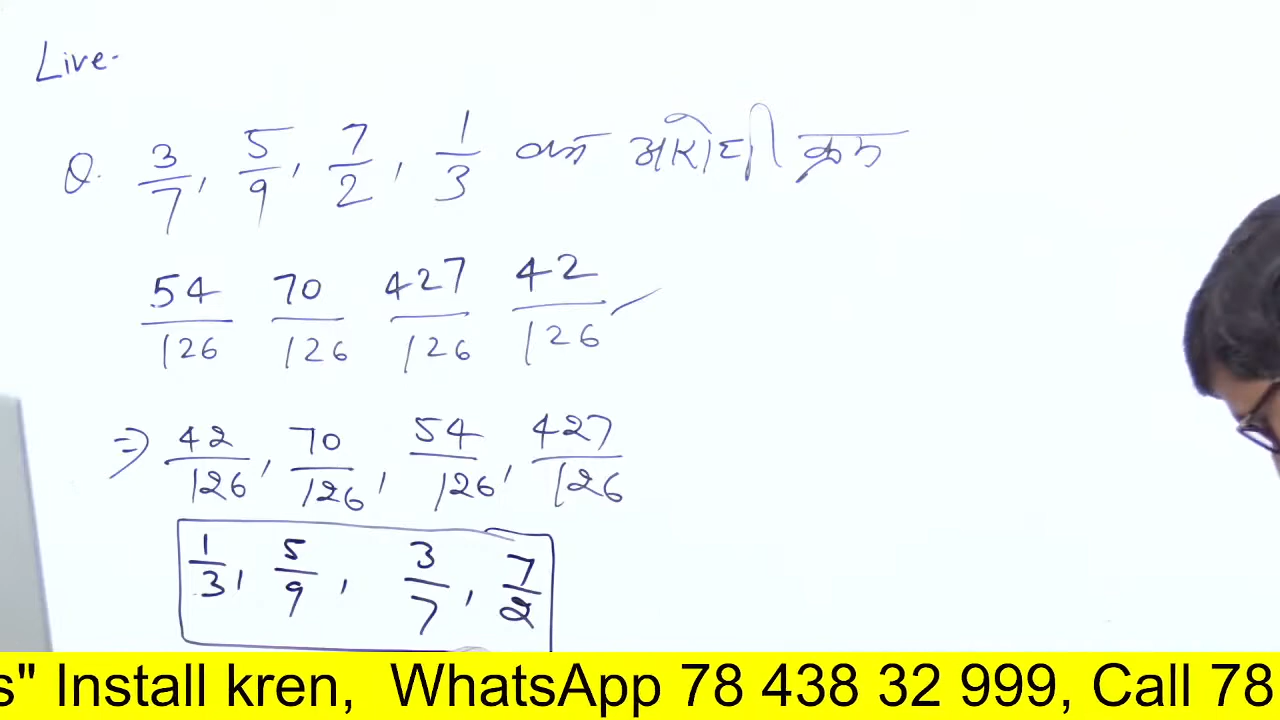 Live-
Q. 3/7, 5/9, 7/2, 1/3 का अरोही क्रम
54/126 70/126 427/126 42/126
⇒ 42/126, 70/126, 54/126, 427/126
1/3, 5/9, 3/7, 7/2
s" Install kren, WhatsApp 78 438 32 999, Call 78